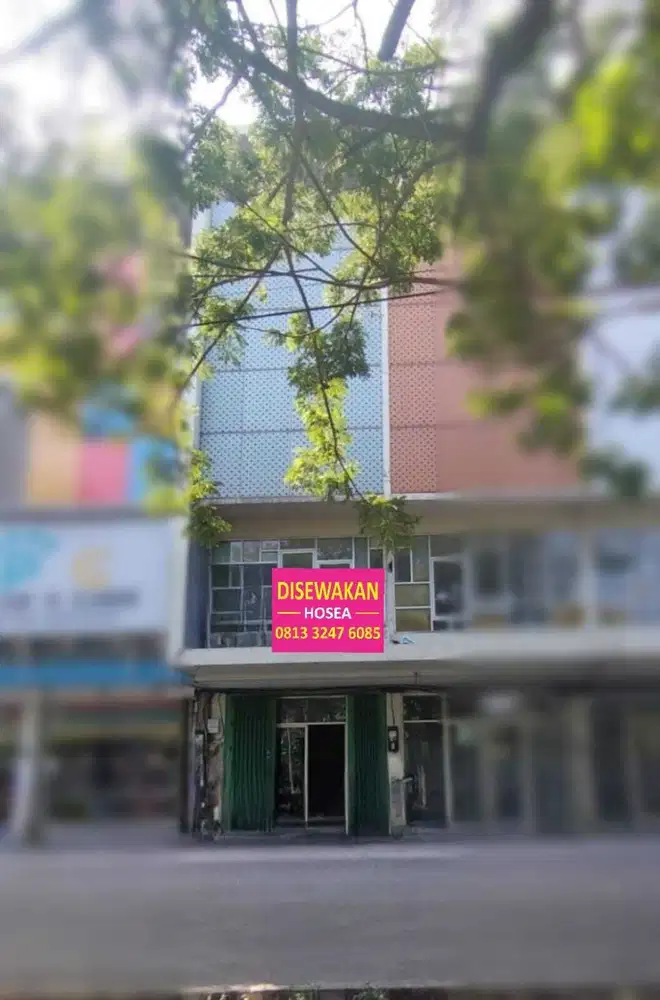 DISEWAKAN
HOSEA
0813 3247 6085